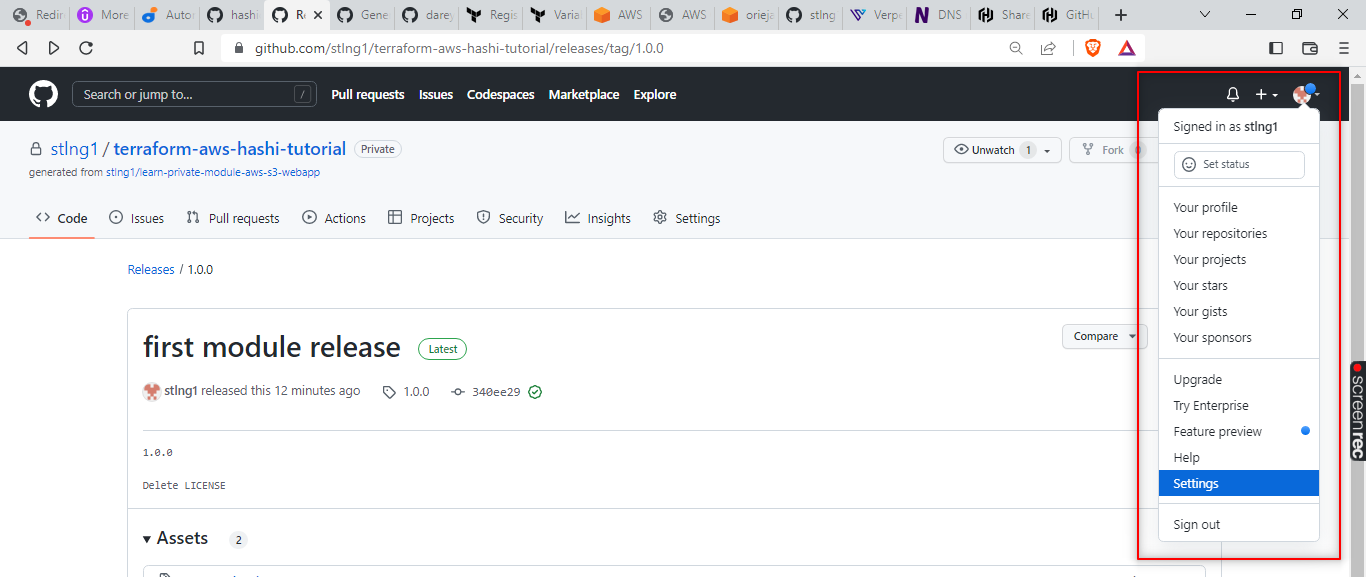 Redir
More
Auto
hashi
Re
Gene
darey
Regis
Varia
AWS
AWS
orieja
stlng
Verpe
DNS
Share
GitHu
github.com/stlng1/terraform-aws-hashi-tutorial/releases/tag/1.0.0
Search or jump to...
/
Pull requests
Issues
Codespaces
Marketplace
Explore
stlng1 / terraform-aws-hashi-tutorial Private
generated from stlng1/learn-private-module-aws-s3-webapp
Unwatch 1
Fork 0
Code
Issues
Pull requests
Actions
Projects
Security
Insights
Settings
Releases / 1.0.0
first module release Latest
Compare
stlng1 released this 12 minutes ago
1.0.0
340ee29
1.0.0
Delete LICENSE
Assets 2
Signed in as stlng1
Set status
Your profile
Your repositories
Your projects
Your stars
Your gists
Your sponsors
Upgrade
Try Enterprise
Feature preview
Help
Settings
Sign out
screenrec